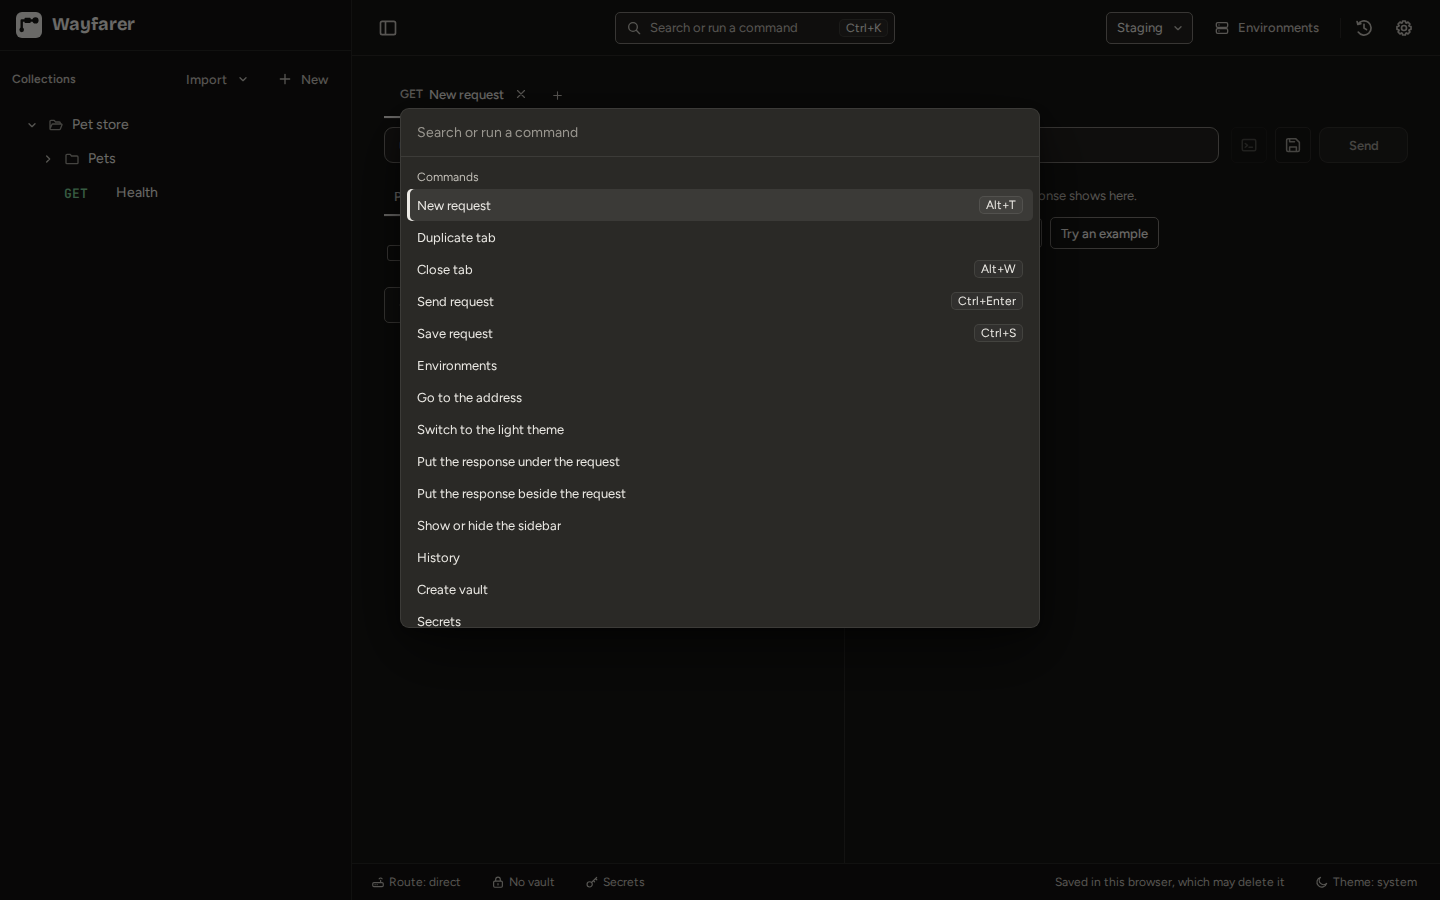 Wayfarer
Search or run a command Ctrl+K
Staging
Environments
Collections
Import
New
GET New request
Pet store
Pets
GET Health
Send
Search or run a command
Commands
New request Alt+T
Duplicate tab
Close tab Alt+W
Send request Ctrl+Enter
Save request Ctrl+S
Environments
Go to the address
Switch to the light theme
Put the response under the request
Put the response beside the request
Show or hide the sidebar
History
Create vault
Secrets
shows here.
Try an example
Route: direct
No vault
Secrets
Saved in this browser, which may delete it
Theme: system